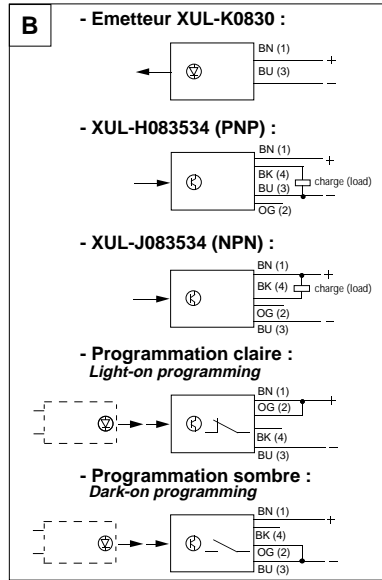 B
- Emetteur XUL-K0830 :
BN (1)
+
BU (3)
–
- XUL-H083534 (PNP) :
BN (1)
+
BK (4)
charge (load)
BU (3)
–
OG (2)
- XUL-J083534 (NPN) :
BN (1)
+
BK (4)
charge (load)
OG (2)
–
BU (3)
- Programmation claire :
Light-on programming
BN (1)
+
OG (2)
BK (4)
–
BU (3)
- Programmation sombre :
Dark-on programming
BN (1)
+
BK (4)
OG (2)
–
BU (3)